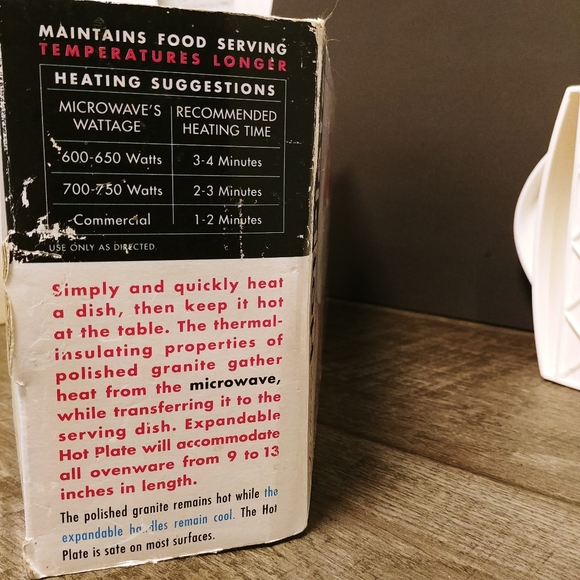 MAINTAINS FOOD SERVING
TEMPERATURES LONGER
HEATING SUGGESTIONS
MICROWAVE'S WATTAGE RECOMMENDED HEATING TIME
600-650 Watts 3-4 Minutes
700-750 Watts 2-3 Minutes
Commercial 1-2 Minutes
USE ONLY AS DIRECTED
Simply and quickly heat
a dish, then keep it hot
at the table. The thermal-
insulating properties of
polished granite gather
heat from the microwave,
while transferring it to the
serving dish. Expandable
Hot Plate will accommodate
all ovenware from 9 to 13
inches in length.
The polished granite remains hot while the
expandable handles remain cool. The Hot
Plate is safe on most surfaces.